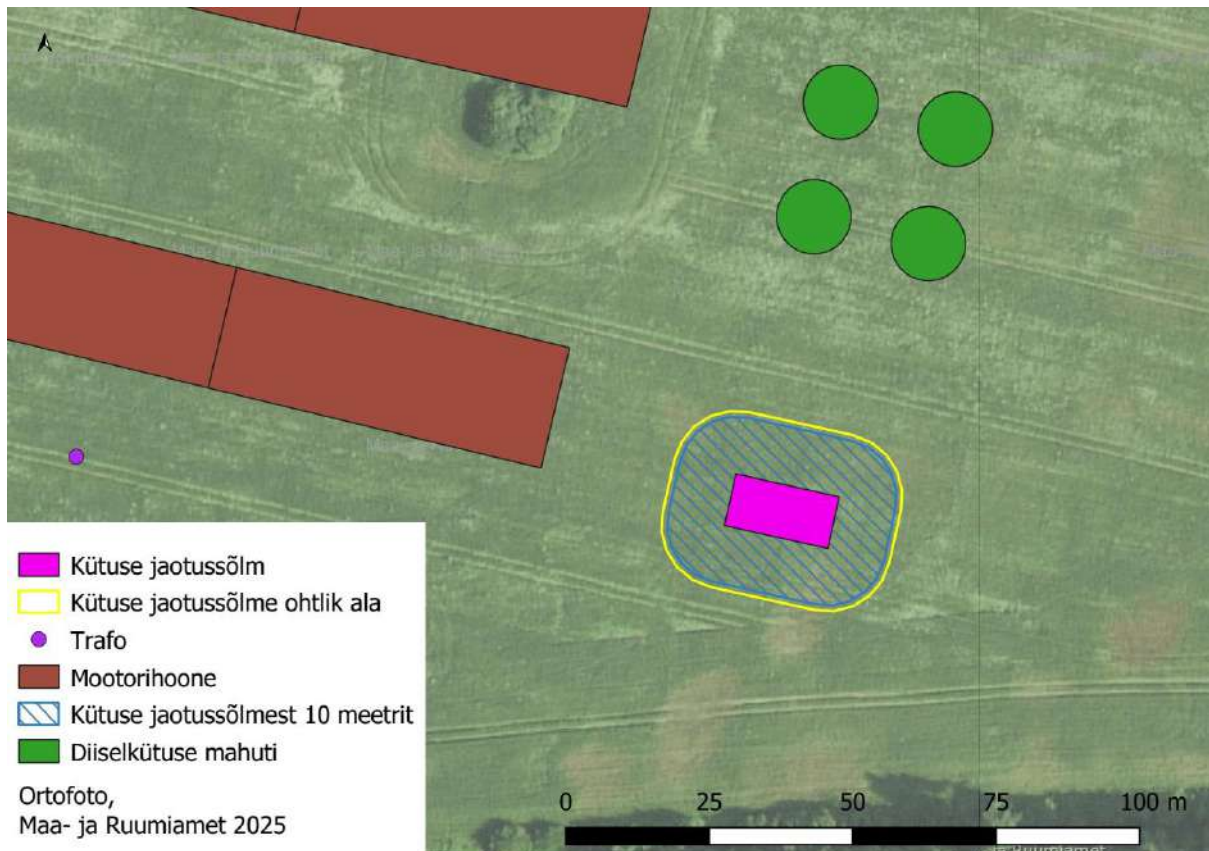 Kütuse jaotussõlm
Kütuse jaotussõlme ohtlik ala
Trafo
Mootorihoone
Kütuse jaotussõlmest 10 meetrit
Diiselkütuse mahuti
Ortofoto,
Maa- ja Ruumiamet 2025
0 25 50 75 100 m